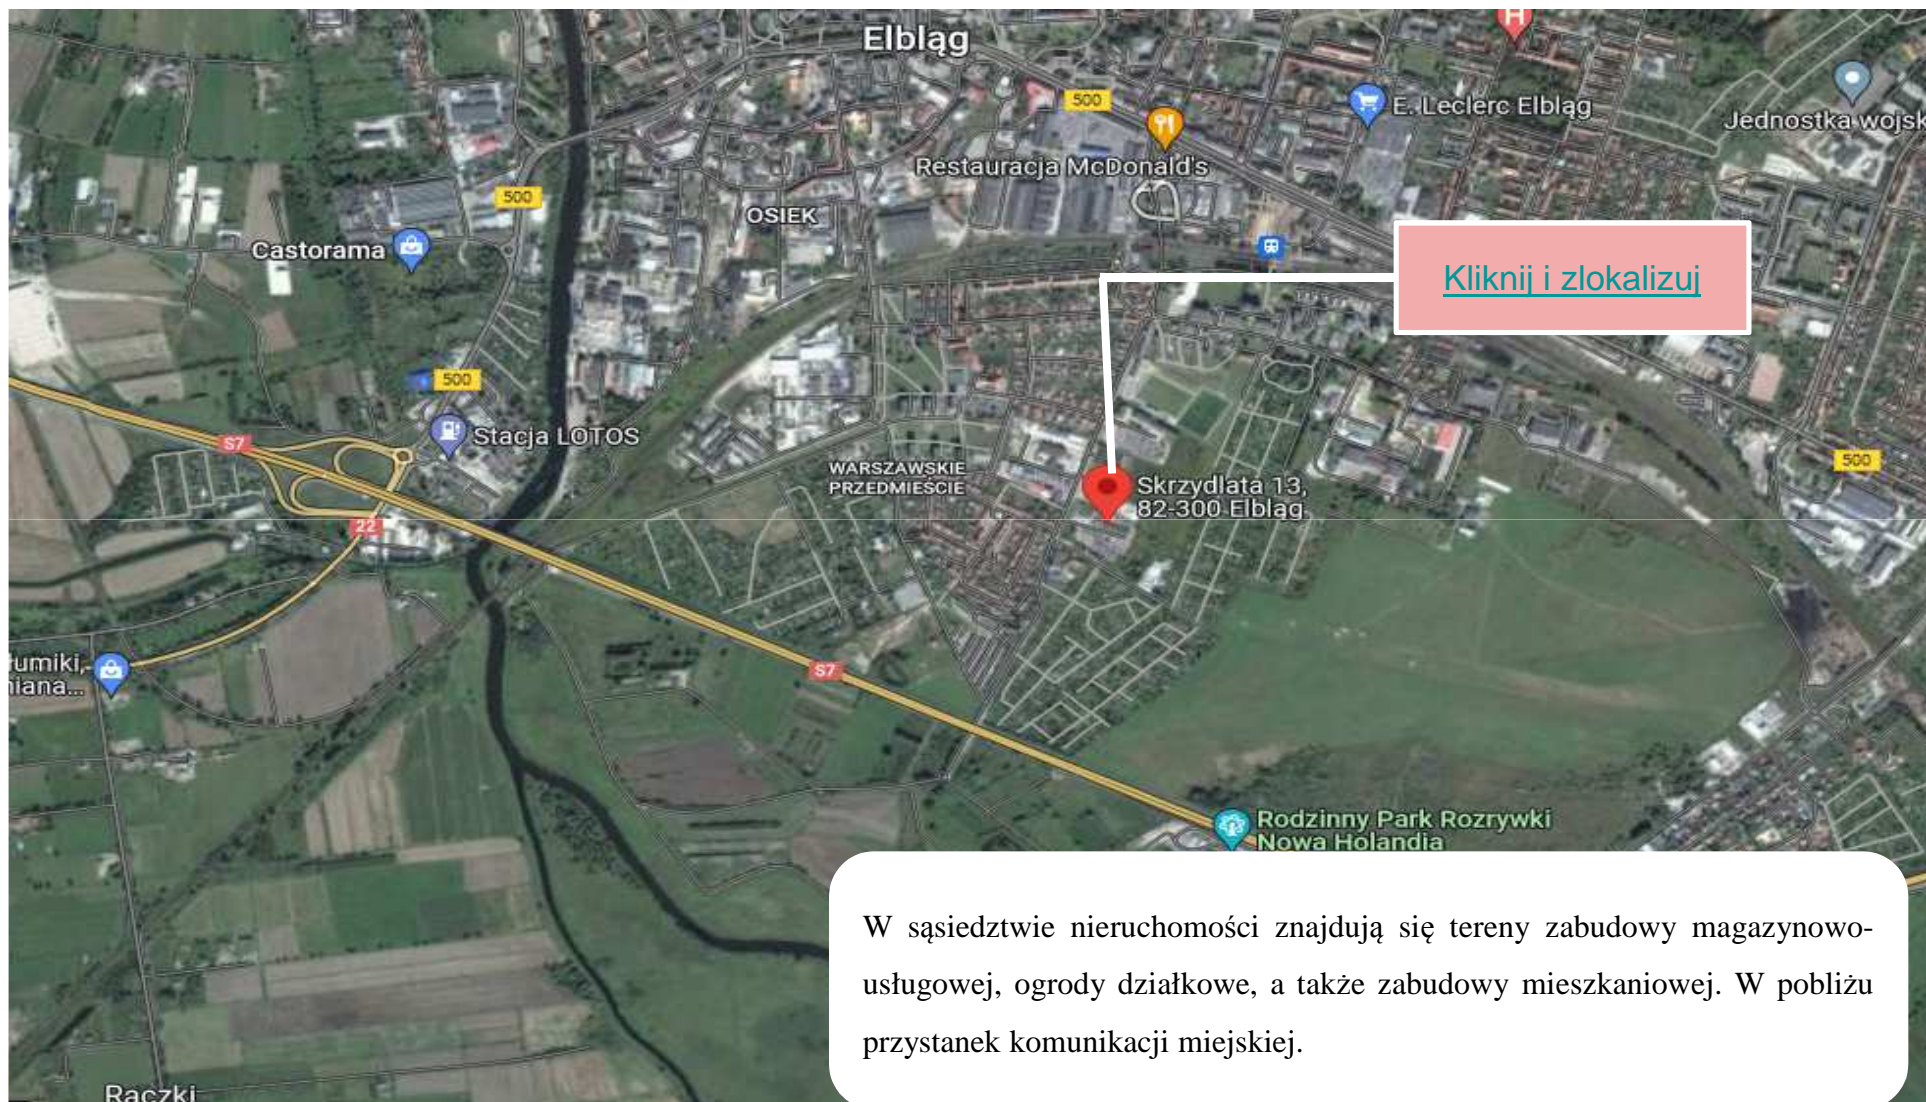 Elbląg
500
E. Leclerc Elbląg
Jednostka wojsk
Restauracja McDonald's
500
OSIEK
Castorama
Kliknij i zlokalizuj
500
S7
Stacja LOTOS
WARSZAWSKIE
PRZEDMIEŚCIE
500
Skrzydlata 13,
82-300 Elbląg
22
umiki,
iana...
S7
Rodzinny Park Rozrywki
Nowa Holandia
W sąsiedztwie nieruchomości znajdują się tereny zabudowy magazynowo-
usługowej, ogrody działkowe, a także zabudowy mieszkaniowej. W pobliżu
przystanek komunikacji miejskiej.
Raczki